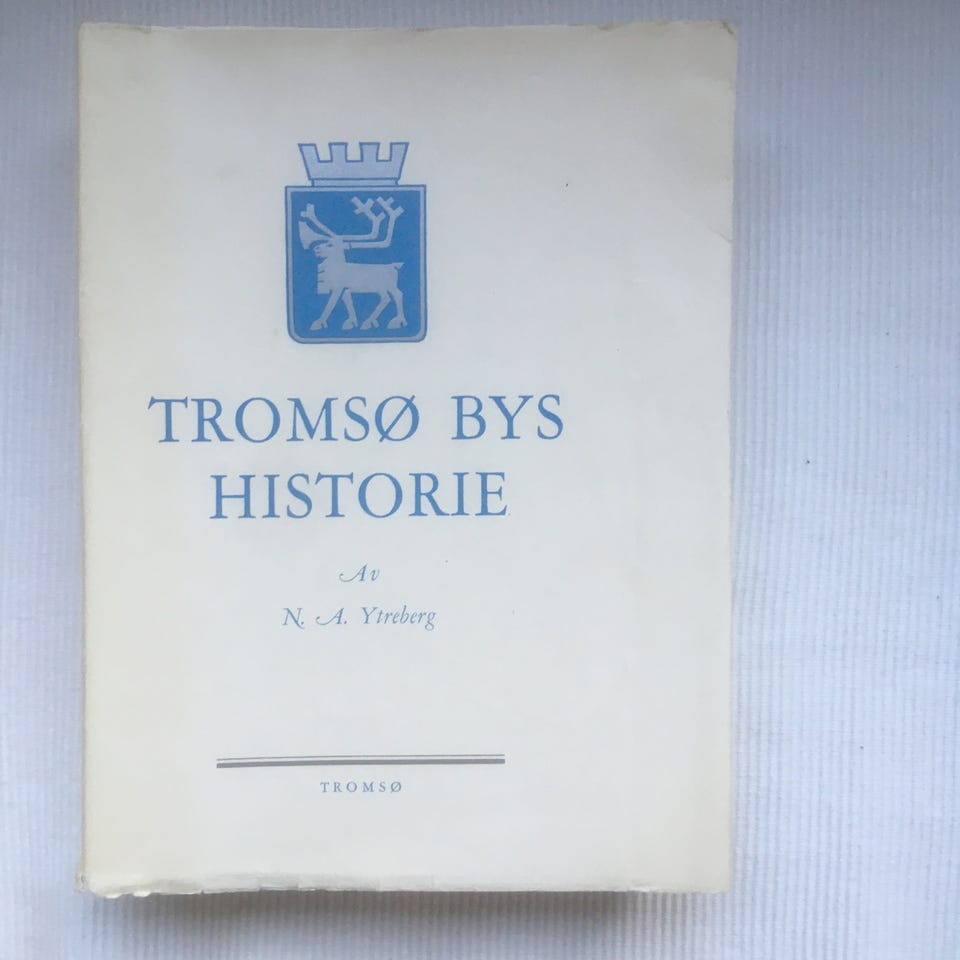 TROMSØ BYS
HISTORIE
Av
N. A. Ytreberg
TROMSØ